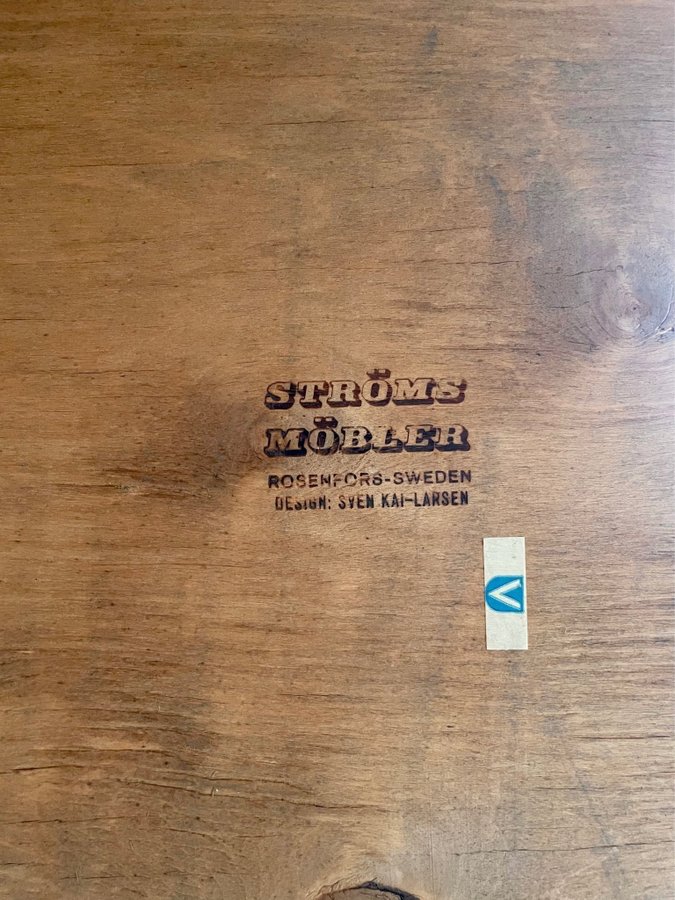 STRÖMS
MÖBLER
ROSENFORS-SWEDEN
DESIGN: SVEN KAI-LARSEN
V